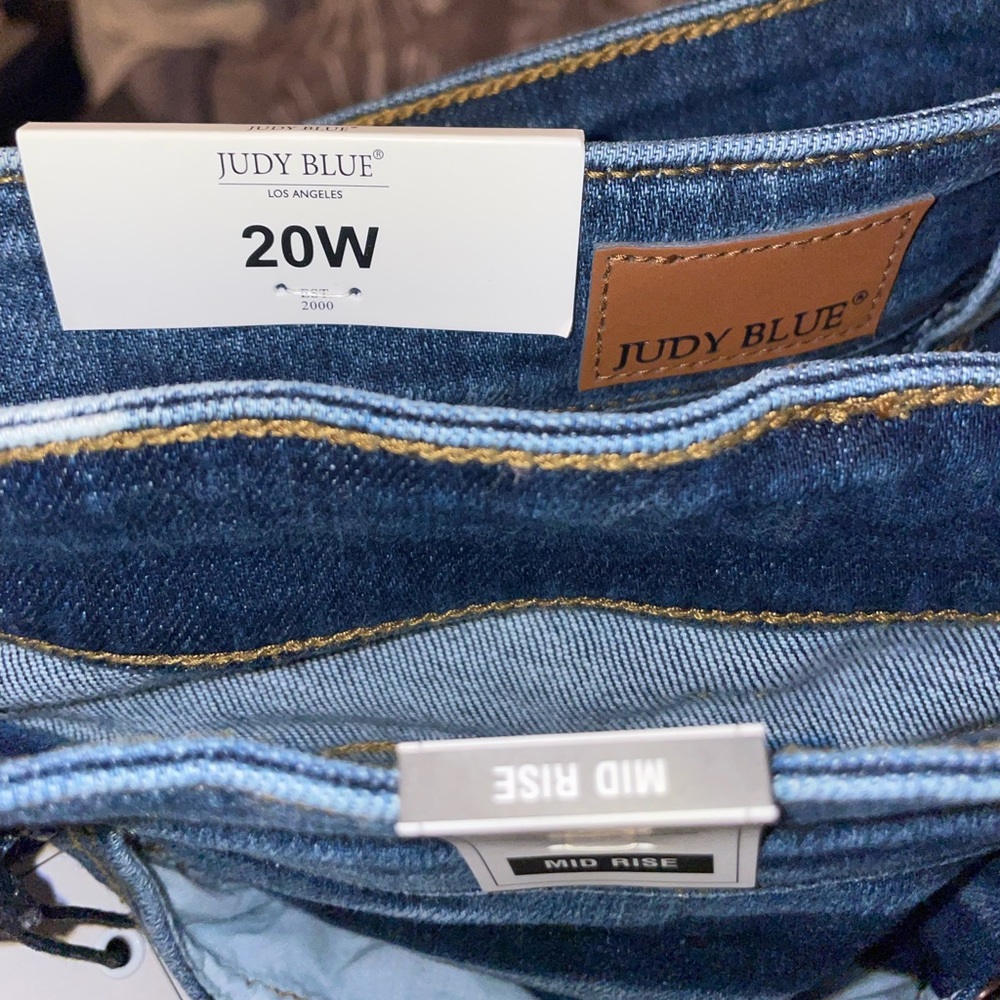 JUDY BLUE
JUDY BLUE®
LOS ANGELES
20W
EST.
2000
JUDY BLUE®
MID RISE
MID RISE